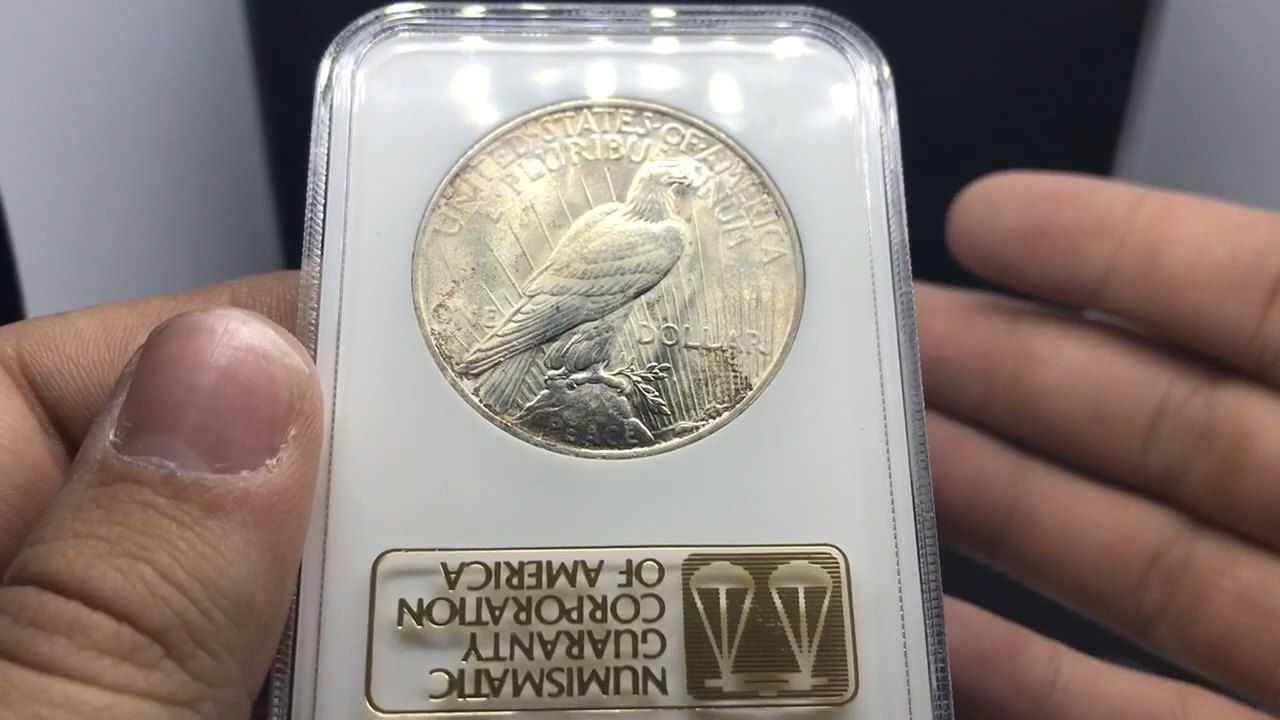 UNITED·STATES·OF·AMERICA
E PLURIBUS UNUM
ONE DOLLAR
PEACE
NUMISMATIC
GUARANTY
CORPORATION
OF AMERICA